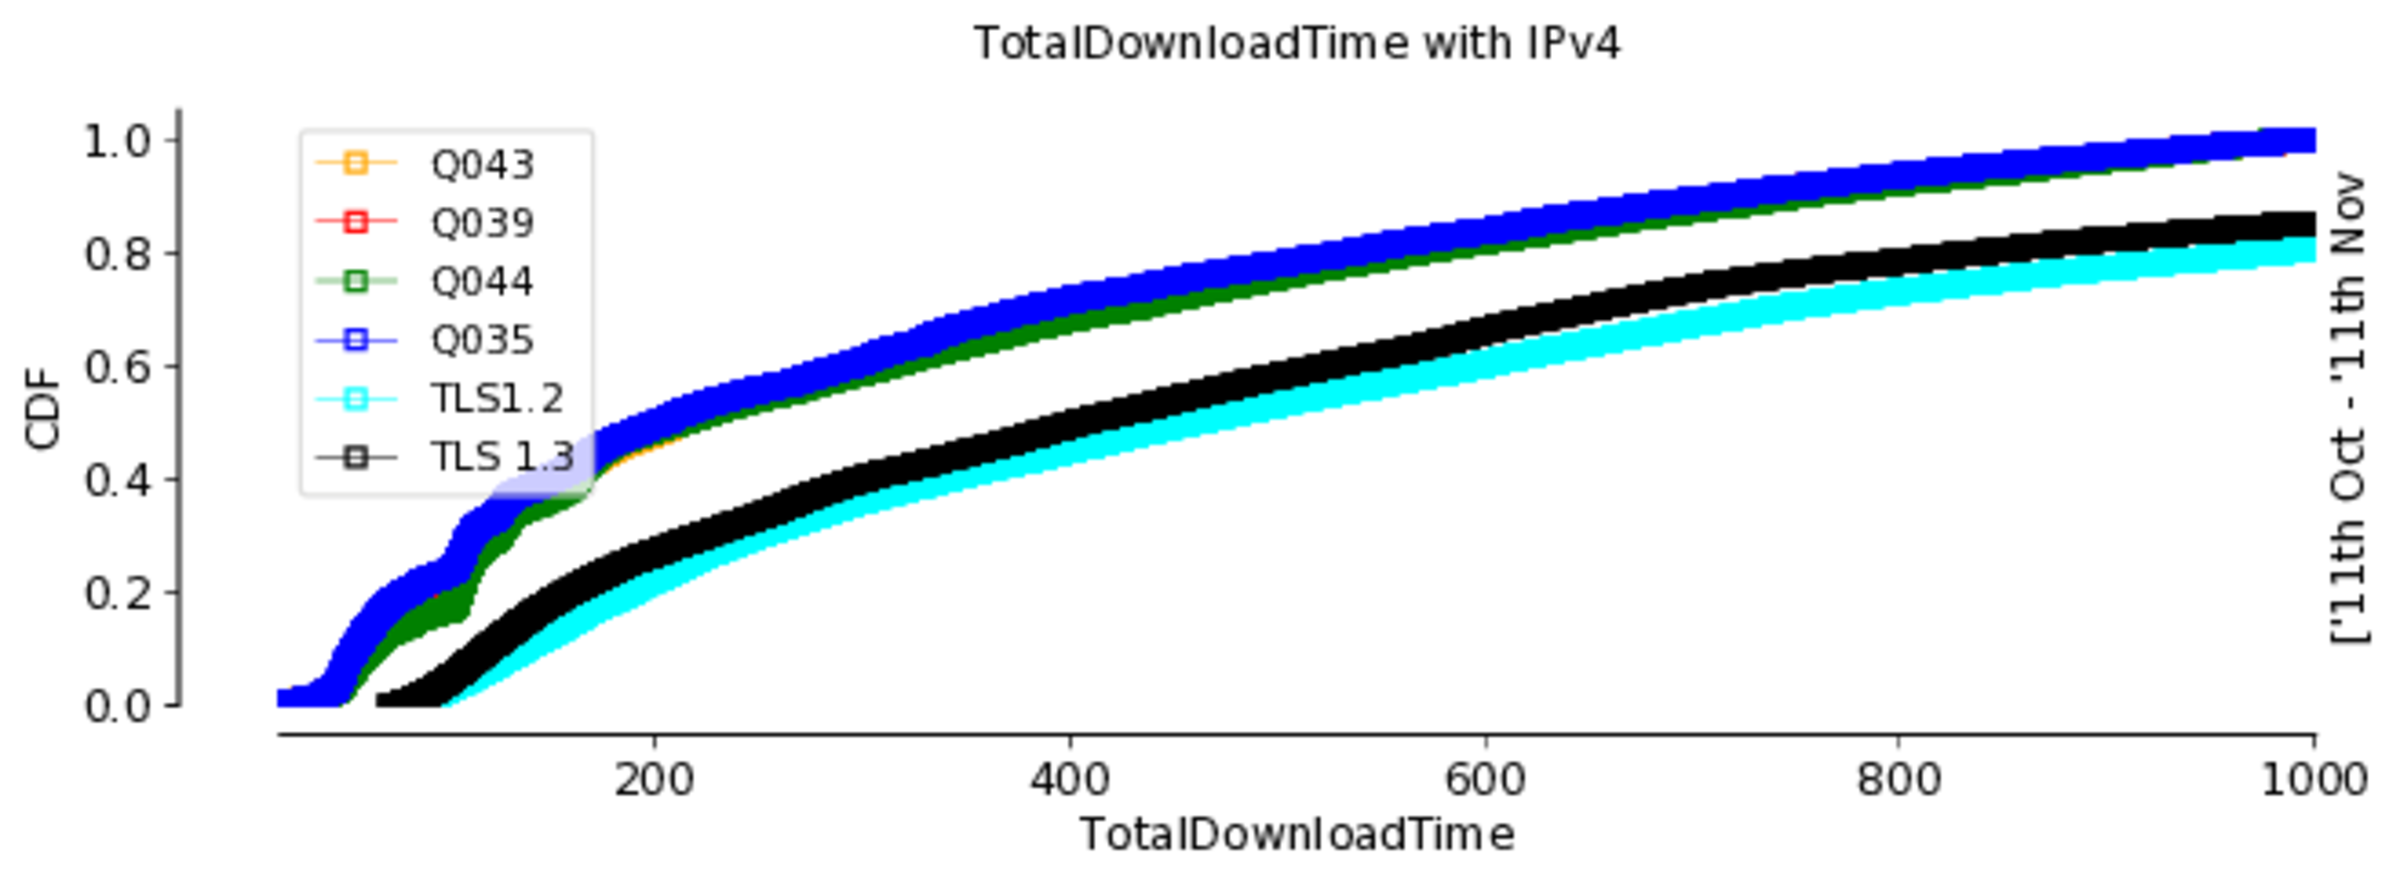 TotalDownloadTime with IPv4
1.0
0.8
0.6
0.4
0.2
0.0
CDF
Q043
Q039
Q044
Q035
TLS1.2
TLS 1.3
200
400
600
800
1000
TotalDownloadTime
['11th Oct - '11th Nov